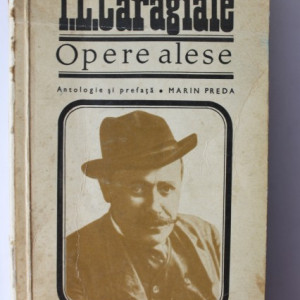 I.L.Caragiale
Opere alese
Antologie și prefață • MARIN PREDA